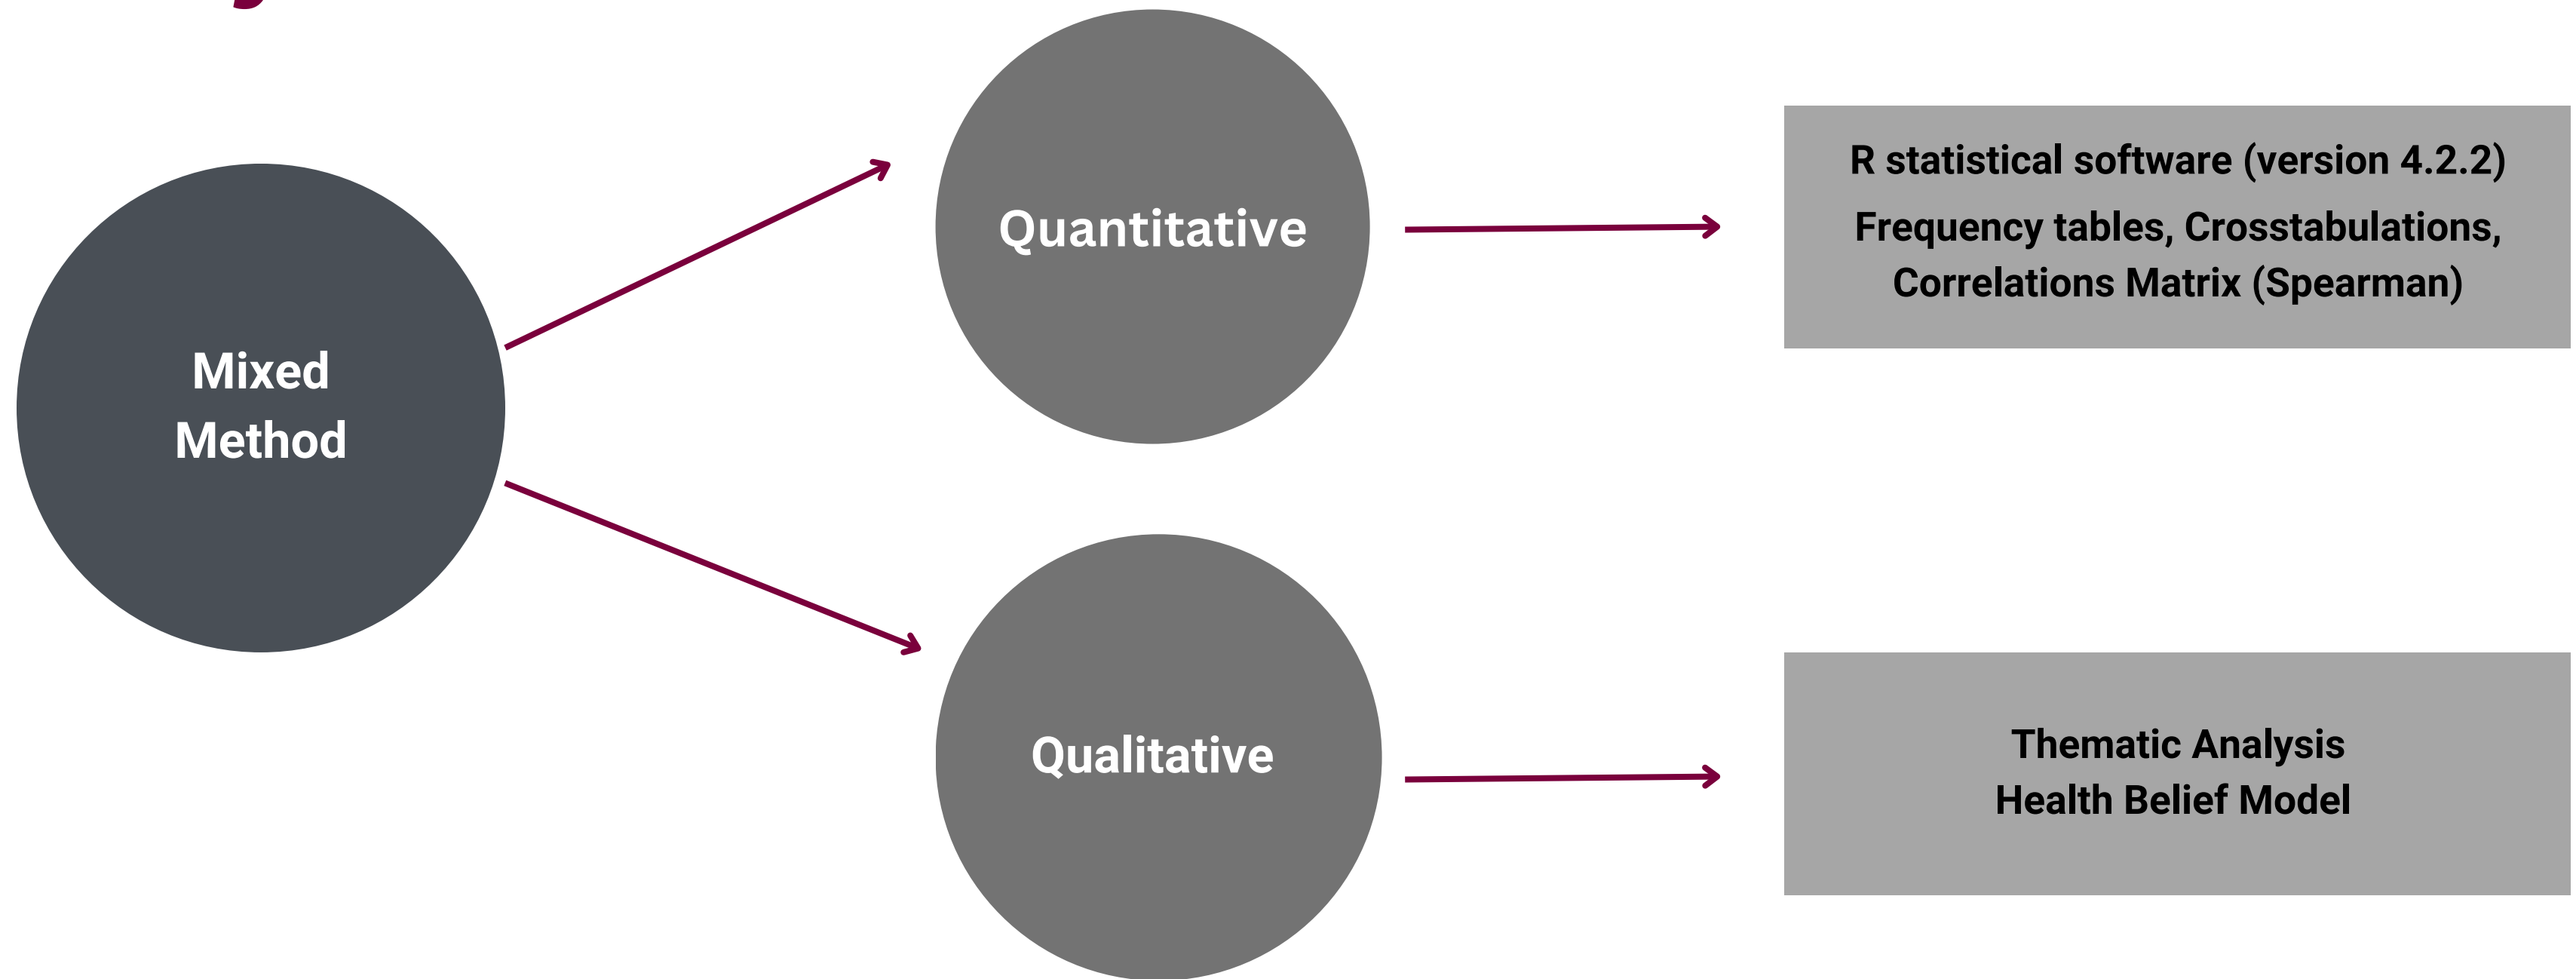 Mixed
Method
Quantitative
R statistical software (version 4.2.2)
Frequency tables, Crosstabulations,
Correlations Matrix (Spearman)
Qualitative
Thematic Analysis
Health Belief Model